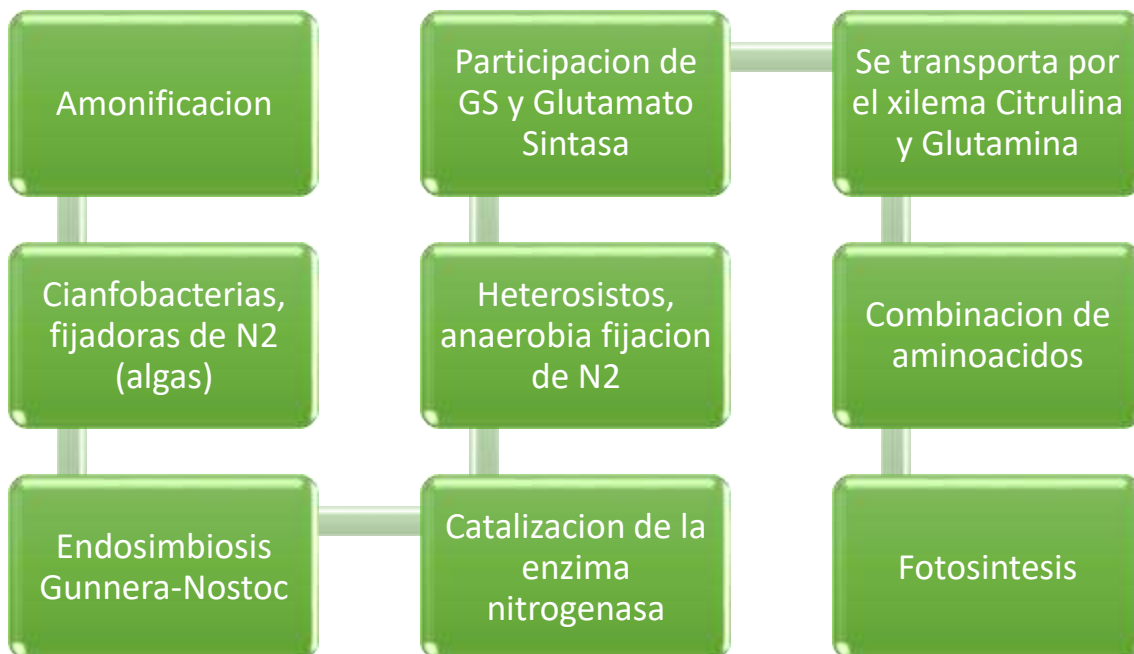 Amonificacion
Cianfobacterias,
fijadoras de N2
(algas)
Endosimbiosis
Gunnera-Nostoc
Catalizacion de la
enzima
nitrogenasa
Heterosistos,
anaerobia fijacion
de N2
Participacion de
GS y Glutamato
Sintasa
Se transporta por
el xilema Citrulina
y Glutamina
Combinacion de
aminoacidos
Fotosintesis